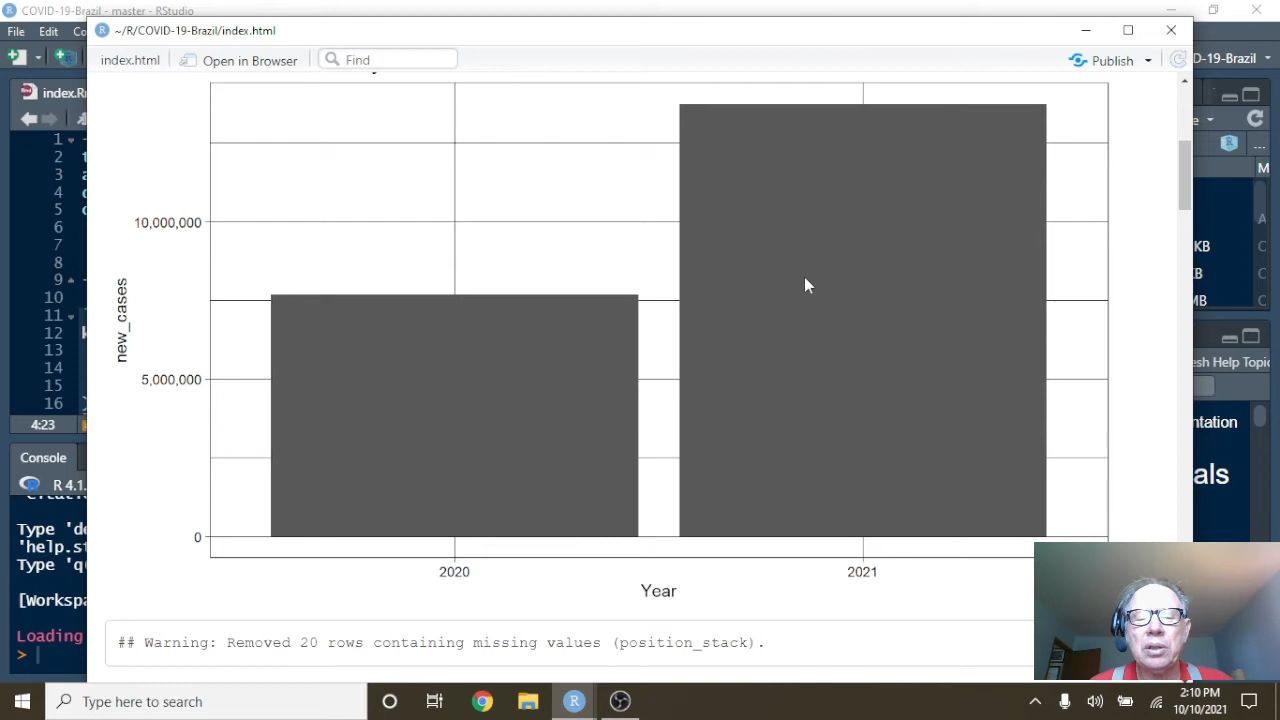 COVID-19-Brazil - master - RStudio
~/R/COVID-19-Brazil/index.html
File Edit Co
index.html Open in Browser Find Publish
D-19-Brazil
index.R
1
2 t
3 a
4
5
6
7
8
9 -
10
11
12 k
13
14
15
16
4:23
10,000,000
5,000,000
0
new_cases
2020 2021
Year
## Warning: Removed 20 rows containing missing values (position_stack).
M
KB
KB
MB
esh Help Topic
ntation
als
Console
R 4.1.
Type 'de
'help.st
Type 'q(
[Workspa
Loading
>
Type here to search
2:10 PM
10/10/2021